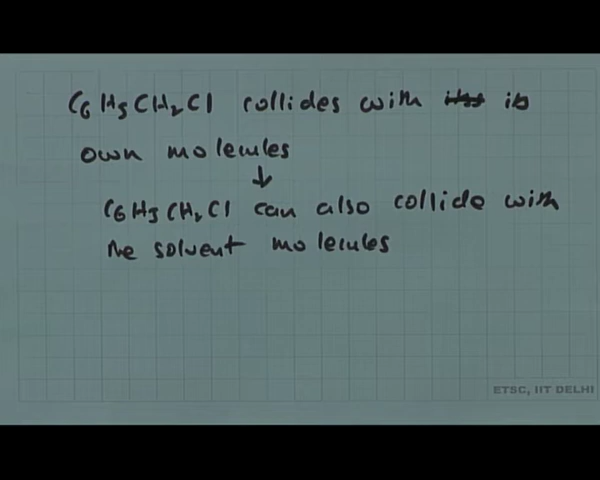 C6H5CH2Cl collides with its
own molecules
↓
C6H5CH2Cl can also collide with
the solvent molecules
ETSC, IIT DELHI